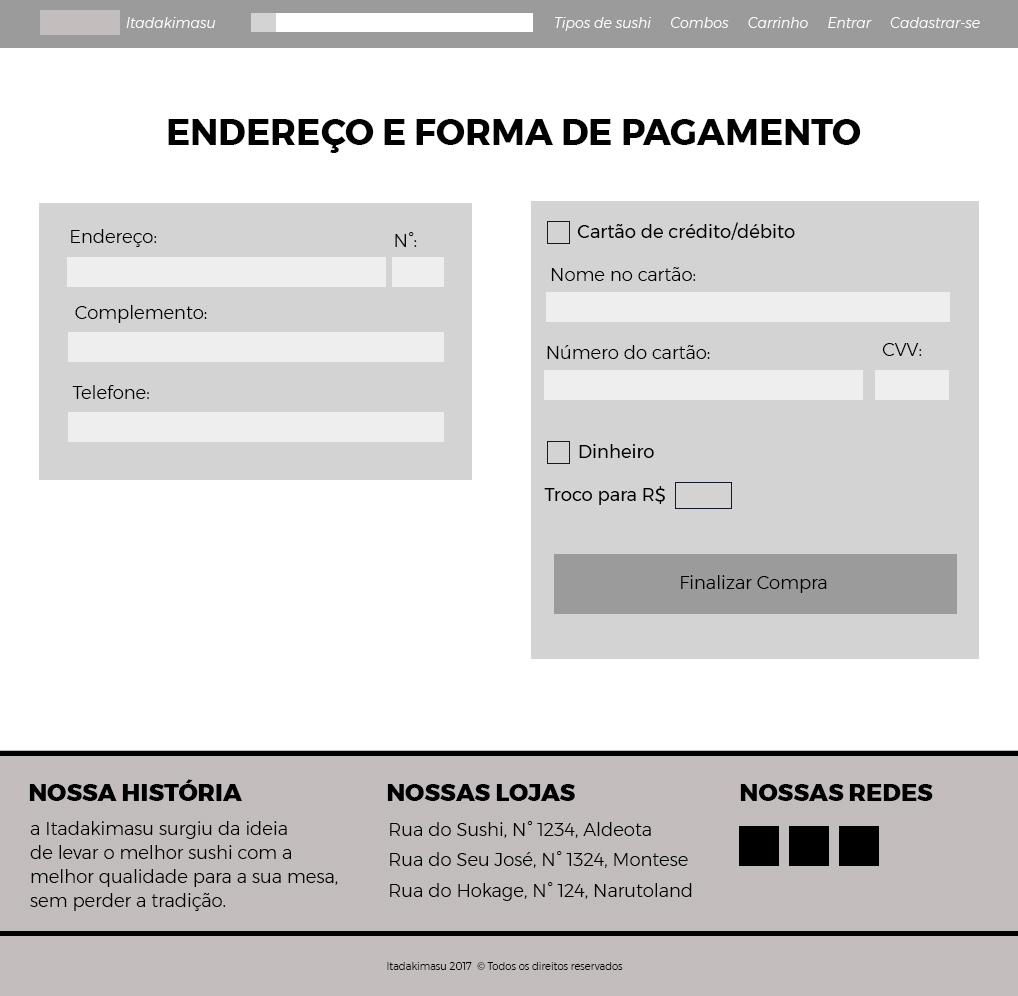 Itadakimasu
Tipos de sushi Combos Carrinho Entrar Cadastrar-se
ENDEREÇO E FORMA DE PAGAMENTO
Endereço:
N°:
Complemento:
Telefone:
Cartão de crédito/débito
Nome no cartão:
Número do cartão:
CVV:
Dinheiro
Troco para R$
Finalizar Compra
NOSSA HISTÓRIA
a Itadakimasu surgiu da ideia
de levar o melhor sushi com a
melhor qualidade para a sua mesa,
sem perder a tradição.
NOSSAS LOJAS
Rua do Sushi, N° 1234, Aldeota
Rua do Seu José, N° 1324, Montese
Rua do Hokage, N° 124, Narutoland
NOSSAS REDES
Itadakimasu 2017 © Todos os direitos reservados